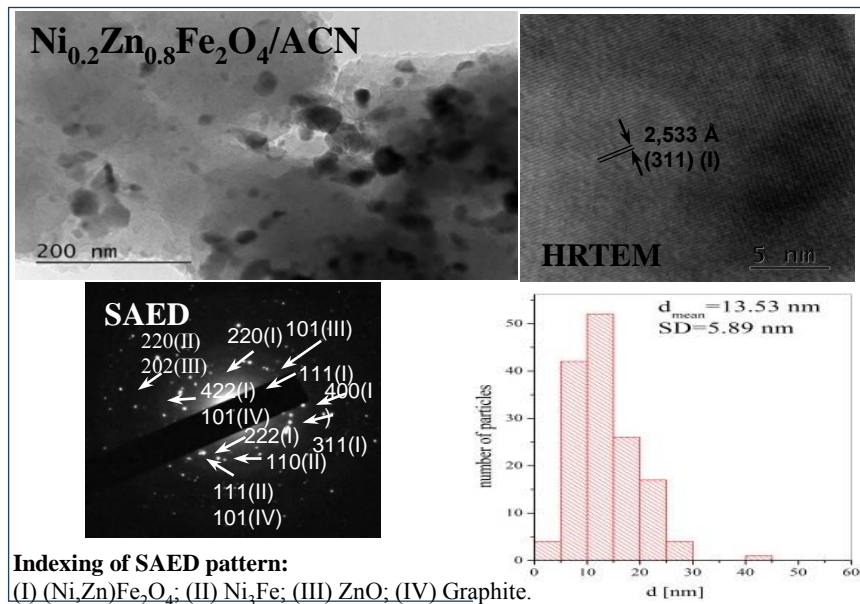 Ni0.2Zn0.8Fe2O4/ACN
200 nm
2,533 Å
(311) (I)
HRTEM
5 nm
SAED
220(II)
202(III)
220(I)
101(III)
111(I)
422(I)
400(I
)
101(IV)
222(I)
311(I)
110(II)
111(II)
101(IV)
dmean=13.53 nm
SD=5.89 nm
number of particles
50
40
30
20
10
0
0 10 20 30 40 50 60
d [nm]
Indexing of SAED pattern:
(I) (Ni,Zn)Fe2O4; (II) Ni3Fe; (III) ZnO; (IV) Graphite.